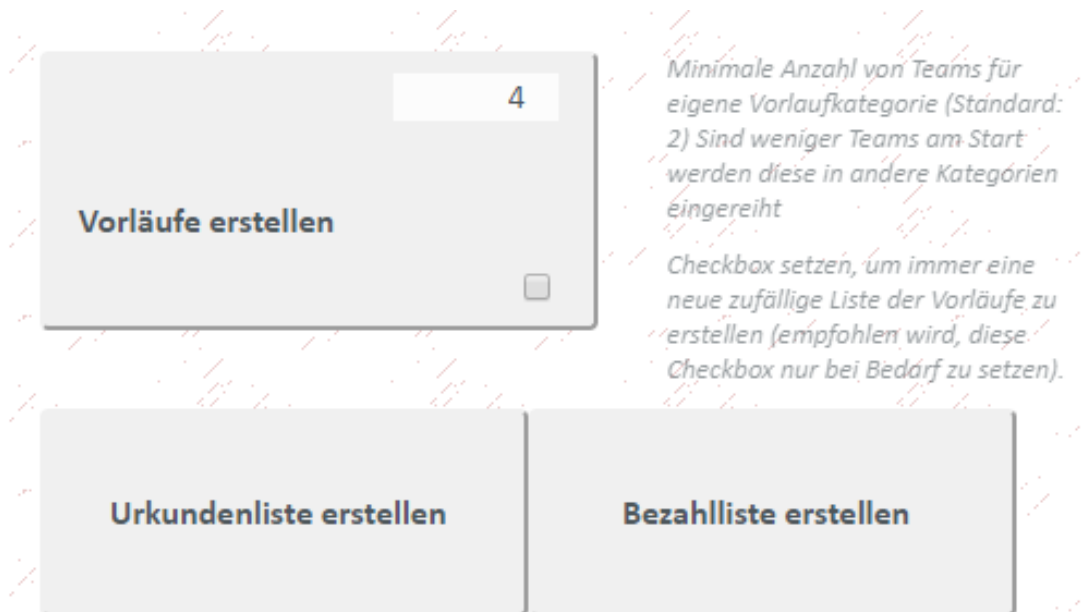 4
Vorläufe erstellen
Minimale Anzahl von Teams für
eigene Vorlaufkategorie (Standard:
2) Sind weniger Teams am Start
werden diese in andere Kategorien
eingereiht
Checkbox setzen, um immer eine
neue zufällige Liste der Vorläufe zu
erstellen (empfohlen wird, diese
Checkbox nur bei Bedarf zu setzen).
Urkundenliste erstellen
Bezahlliste erstellen